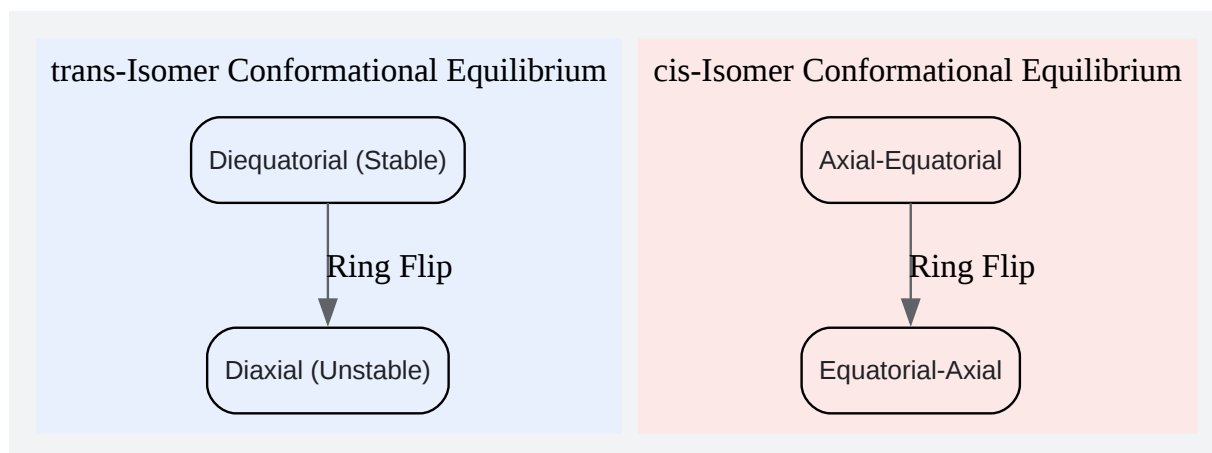 trans-Isomer Conformational Equilibrium
Diequatorial (Stable)
Ring Flip
Diaxial (Unstable)
cis-Isomer Conformational Equilibrium
Axial-Equatorial
Ring Flip
Equatorial-Axial